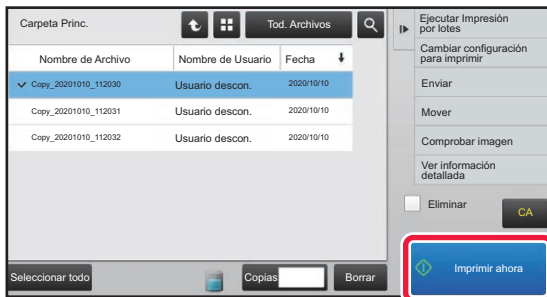 Carpeta Princ.
Tod. Archivos
Nombre de Archivo Nombre de Usuario Fecha
Copy_20201010_112030 Usuario descon. 2020/10/10
Copy_20201010_112031 Usuario descon. 2020/10/10
Copy_20201010_112032 Usuario descon. 2020/10/10
Seleccionar todo Copias Borrar
Ejecutar Impresión
por lotes
Cambiar configuración
para imprimir
Enviar
Mover
Comprobar imagen
Ver información
detallada
Eliminar
CA
Imprimir ahora